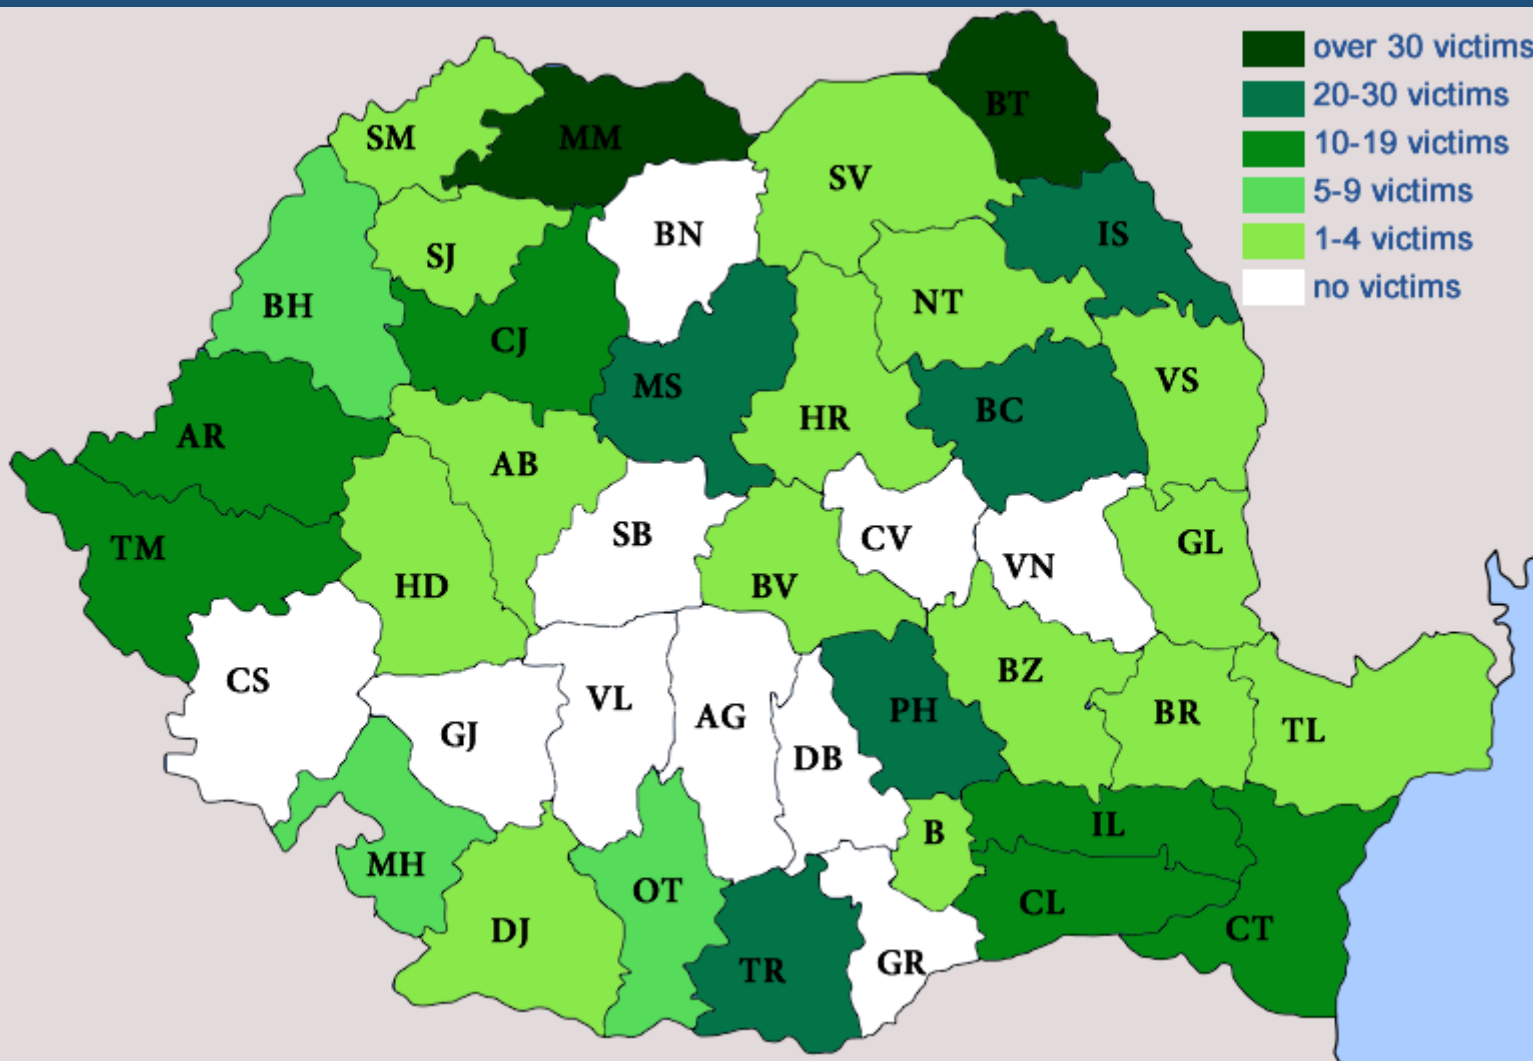 over 30 victims
20-30 victims
10-19 victims
5-9 victims
1-4 victims
no victims
BT
SM
MM
SV
BN
IS
SJ
BH
NT
CJ
MS
VS
HR
BC
AR
AB
SB
CV
GL
TM
VN
HD
BV
CS
BZ
VL
AG
PH
BR
GJ
TL
DB
B
IL
MH
OT
CL
DJ
CT
TR
GR